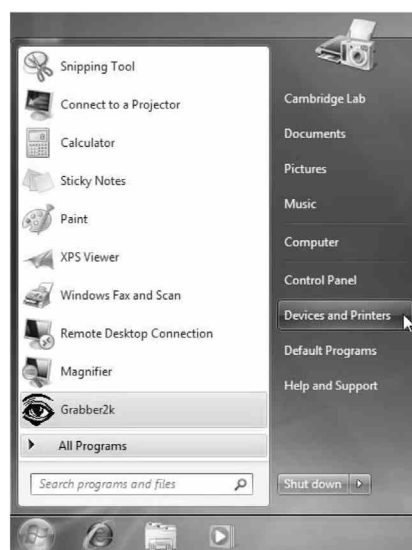 Snipping Tool
Connect to a Projector
Calculator
Sticky Notes
Paint
XPS Viewer
Windows Fax and Scan
Remote Desktop Connection
Magnifier
Grabber2k
All Programs
Search programs and files
Cambridge Lab
Documents
Pictures
Music
Computer
Control Panel
Devices and Printers
Default Programs
Help and Support
Shut down